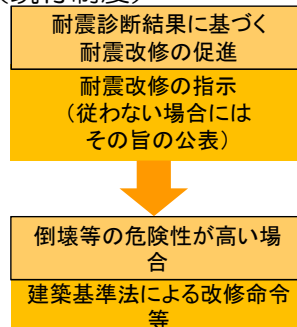 （既存制度）
耐震診断結果に基づく
耐震改修の促進
耐震改修の指示
（従わない場合には
その旨の公表）
倒壊等の危険性が高い場
合
建築基準法による改修命令
等